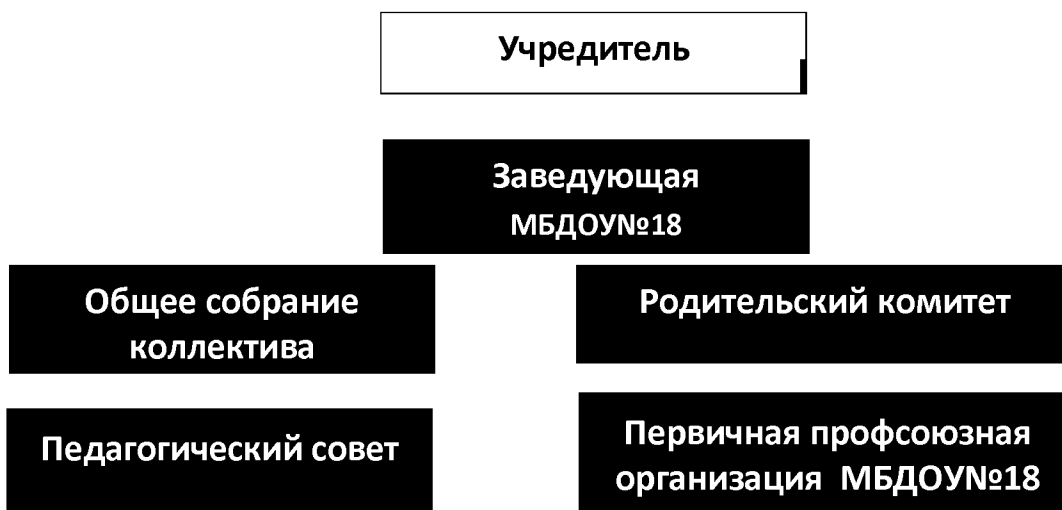 Учредитель
Заведующая
МБДОУ№18
Общее собрание
коллектива
Родительский комитет
Педагогический совет
Первичная профсоюзная
организация МБДОУ№18